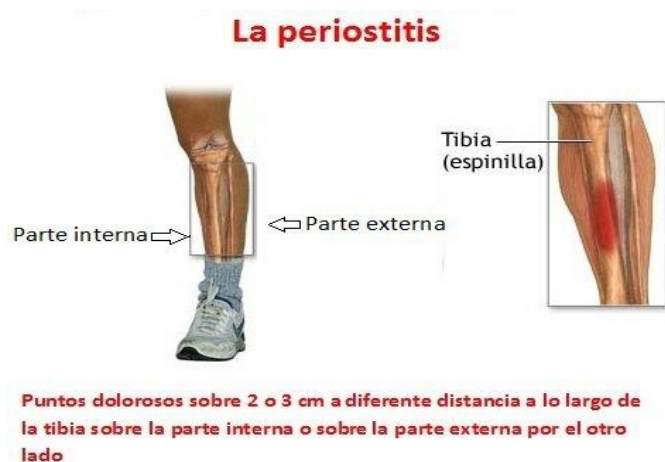 La periostitis
Tibia
(espinilla)
Parte interna
Parte externa
Puntos dolorosos sobre 2 o 3 cm a diferente distancia a lo largo de
la tibia sobre la parte interna o sobre la parte externa por el otro
lado